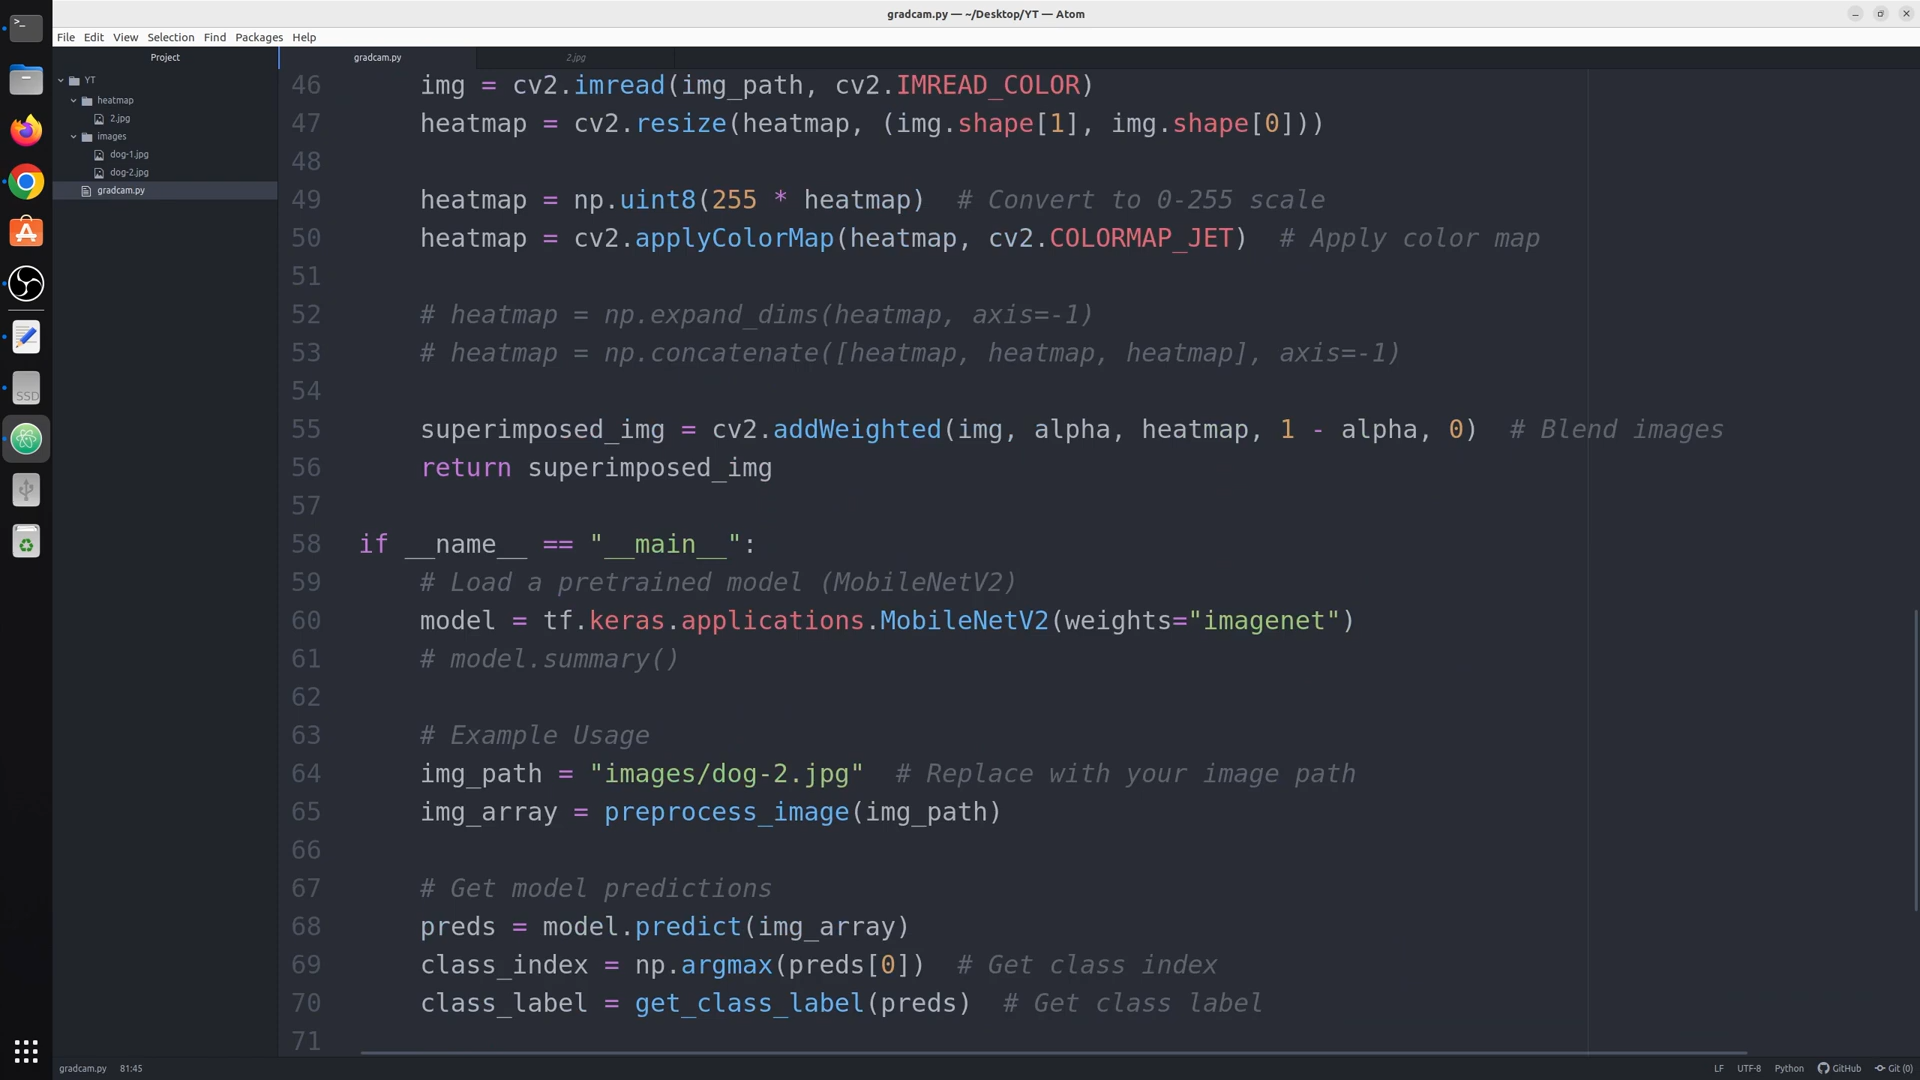 gradcam.py — ~/Desktop/YT — Atom
File Edit View Selection Find Packages Help
Project
YT
heatmap
2.jpg
images
dog-1.jpg
dog-2.jpg
gradcam.py
gradcam.py 2.jpg
46 img = cv2.imread(img_path, cv2.IMREAD_COLOR)
47 heatmap = cv2.resize(heatmap, (img.shape[1], img.shape[0]))
48
49 heatmap = np.uint8(255 * heatmap)  # Convert to 0-255 scale
50 heatmap = cv2.applyColorMap(heatmap, cv2.COLORMAP_JET)  # Apply color map
51
52 # heatmap = np.expand_dims(heatmap, axis=-1)
53 # heatmap = np.concatenate([heatmap, heatmap, heatmap], axis=-1)
54
55 superimposed_img = cv2.addWeighted(img, alpha, heatmap, 1 - alpha, 0)  # Blend images
56 return superimposed_img
57
58 if __name__ == "__main__":
59 # Load a pretrained model (MobileNetV2)
60 model = tf.keras.applications.MobileNetV2(weights="imagenet")
61 # model.summary()
62
63 # Example Usage
64 img_path = "images/dog-2.jpg"  # Replace with your image path
65 img_array = preprocess_image(img_path)
66
67 # Get model predictions
68 preds = model.predict(img_array)
69 class_index = np.argmax(preds[0])  # Get class index
70 class_label = get_class_label(preds)  # Get class label
71
SSD
gradcam.py 81:45
LF UTF-8 Python GitHub Git (0)